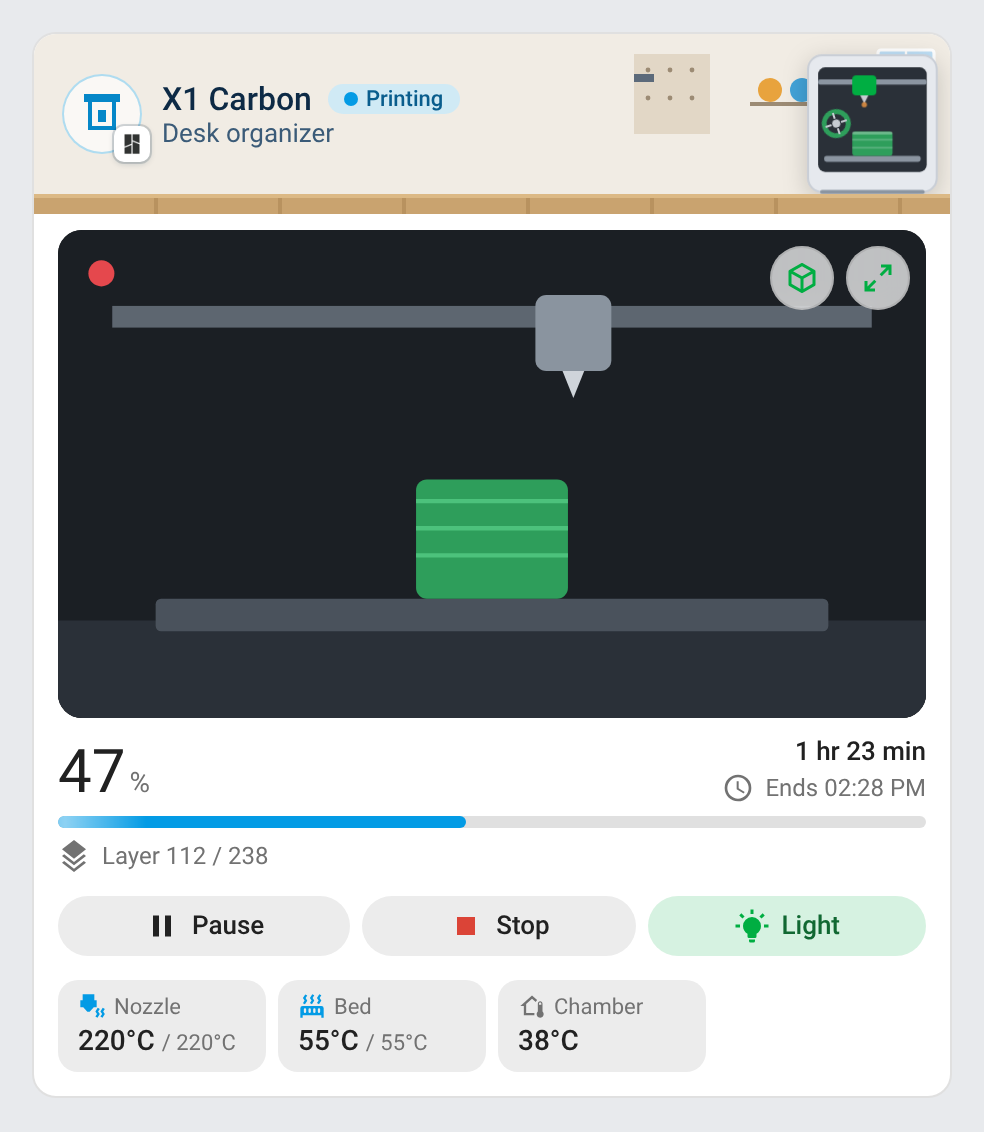 X1 Carbon
Printing
Desk organizer
47 %
1 hr 23 min
Ends 02:28 PM
Layer 112 / 238
Pause
Stop
Light
Nozzle
220°C / 220°C
Bed
55°C / 55°C
Chamber
38°C